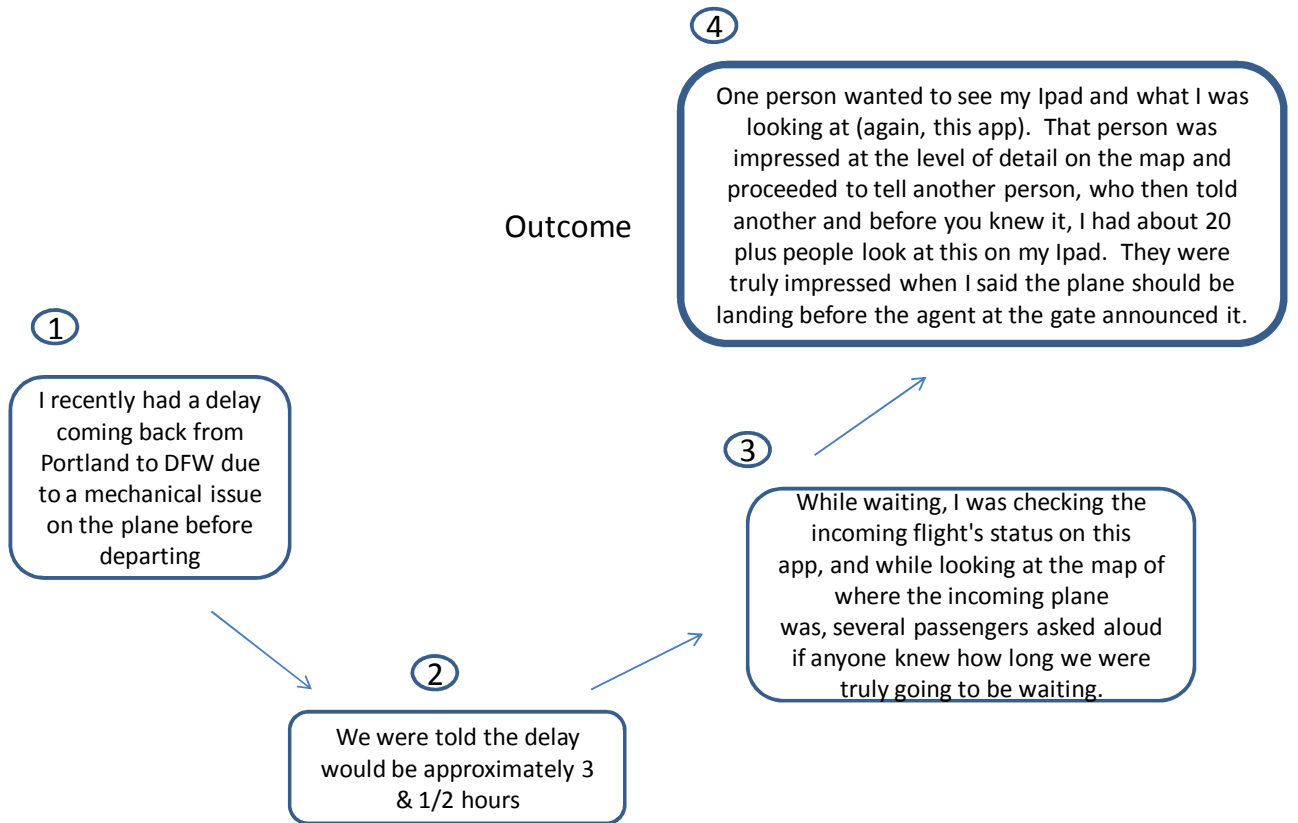 1
I recently had a delay
coming back from
Portland to DFW due
to a mechanical issue
on the plane before
departing
2
We were told the delay
would be approximately 3
& 1/2 hours
3
While waiting, I was checking the
incoming flight's status on this
app, and while looking at the map of
where the incoming plane
was, several passengers asked aloud
if anyone knew how long we were
truly going to be waiting.
Outcome
4
One person wanted to see my Ipad and what I was
looking at (again, this app).  That person was
impressed at the level of detail on the map and
proceeded to tell another person, who then told
another and before you knew it, I had about 20
plus people look at this on my Ipad.  They were
truly impressed when I said the plane should be
landing before the agent at the gate announced it.